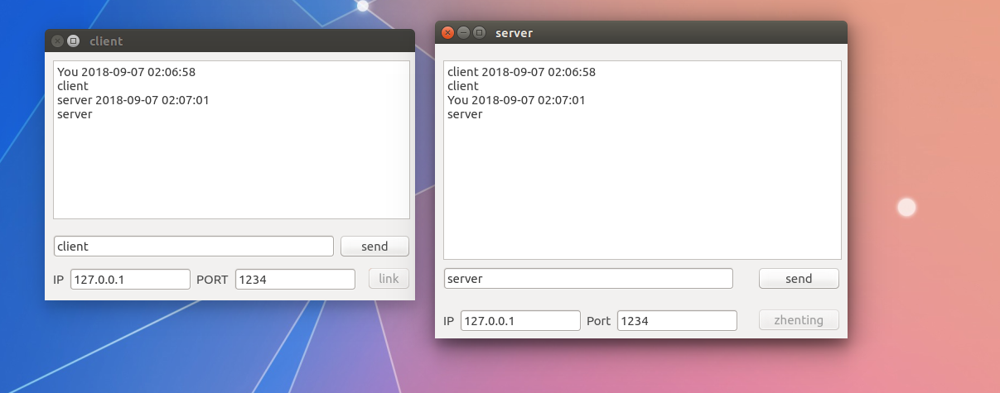 client
You 2018-09-07 02:06:58
client
server 2018-09-07 02:07:01
server
client
send
IP 127.0.0.1 PORT 1234 link
server
client 2018-09-07 02:06:58
client
You 2018-09-07 02:07:01
server
server
send
IP 127.0.0.1 Port 1234 zhenting